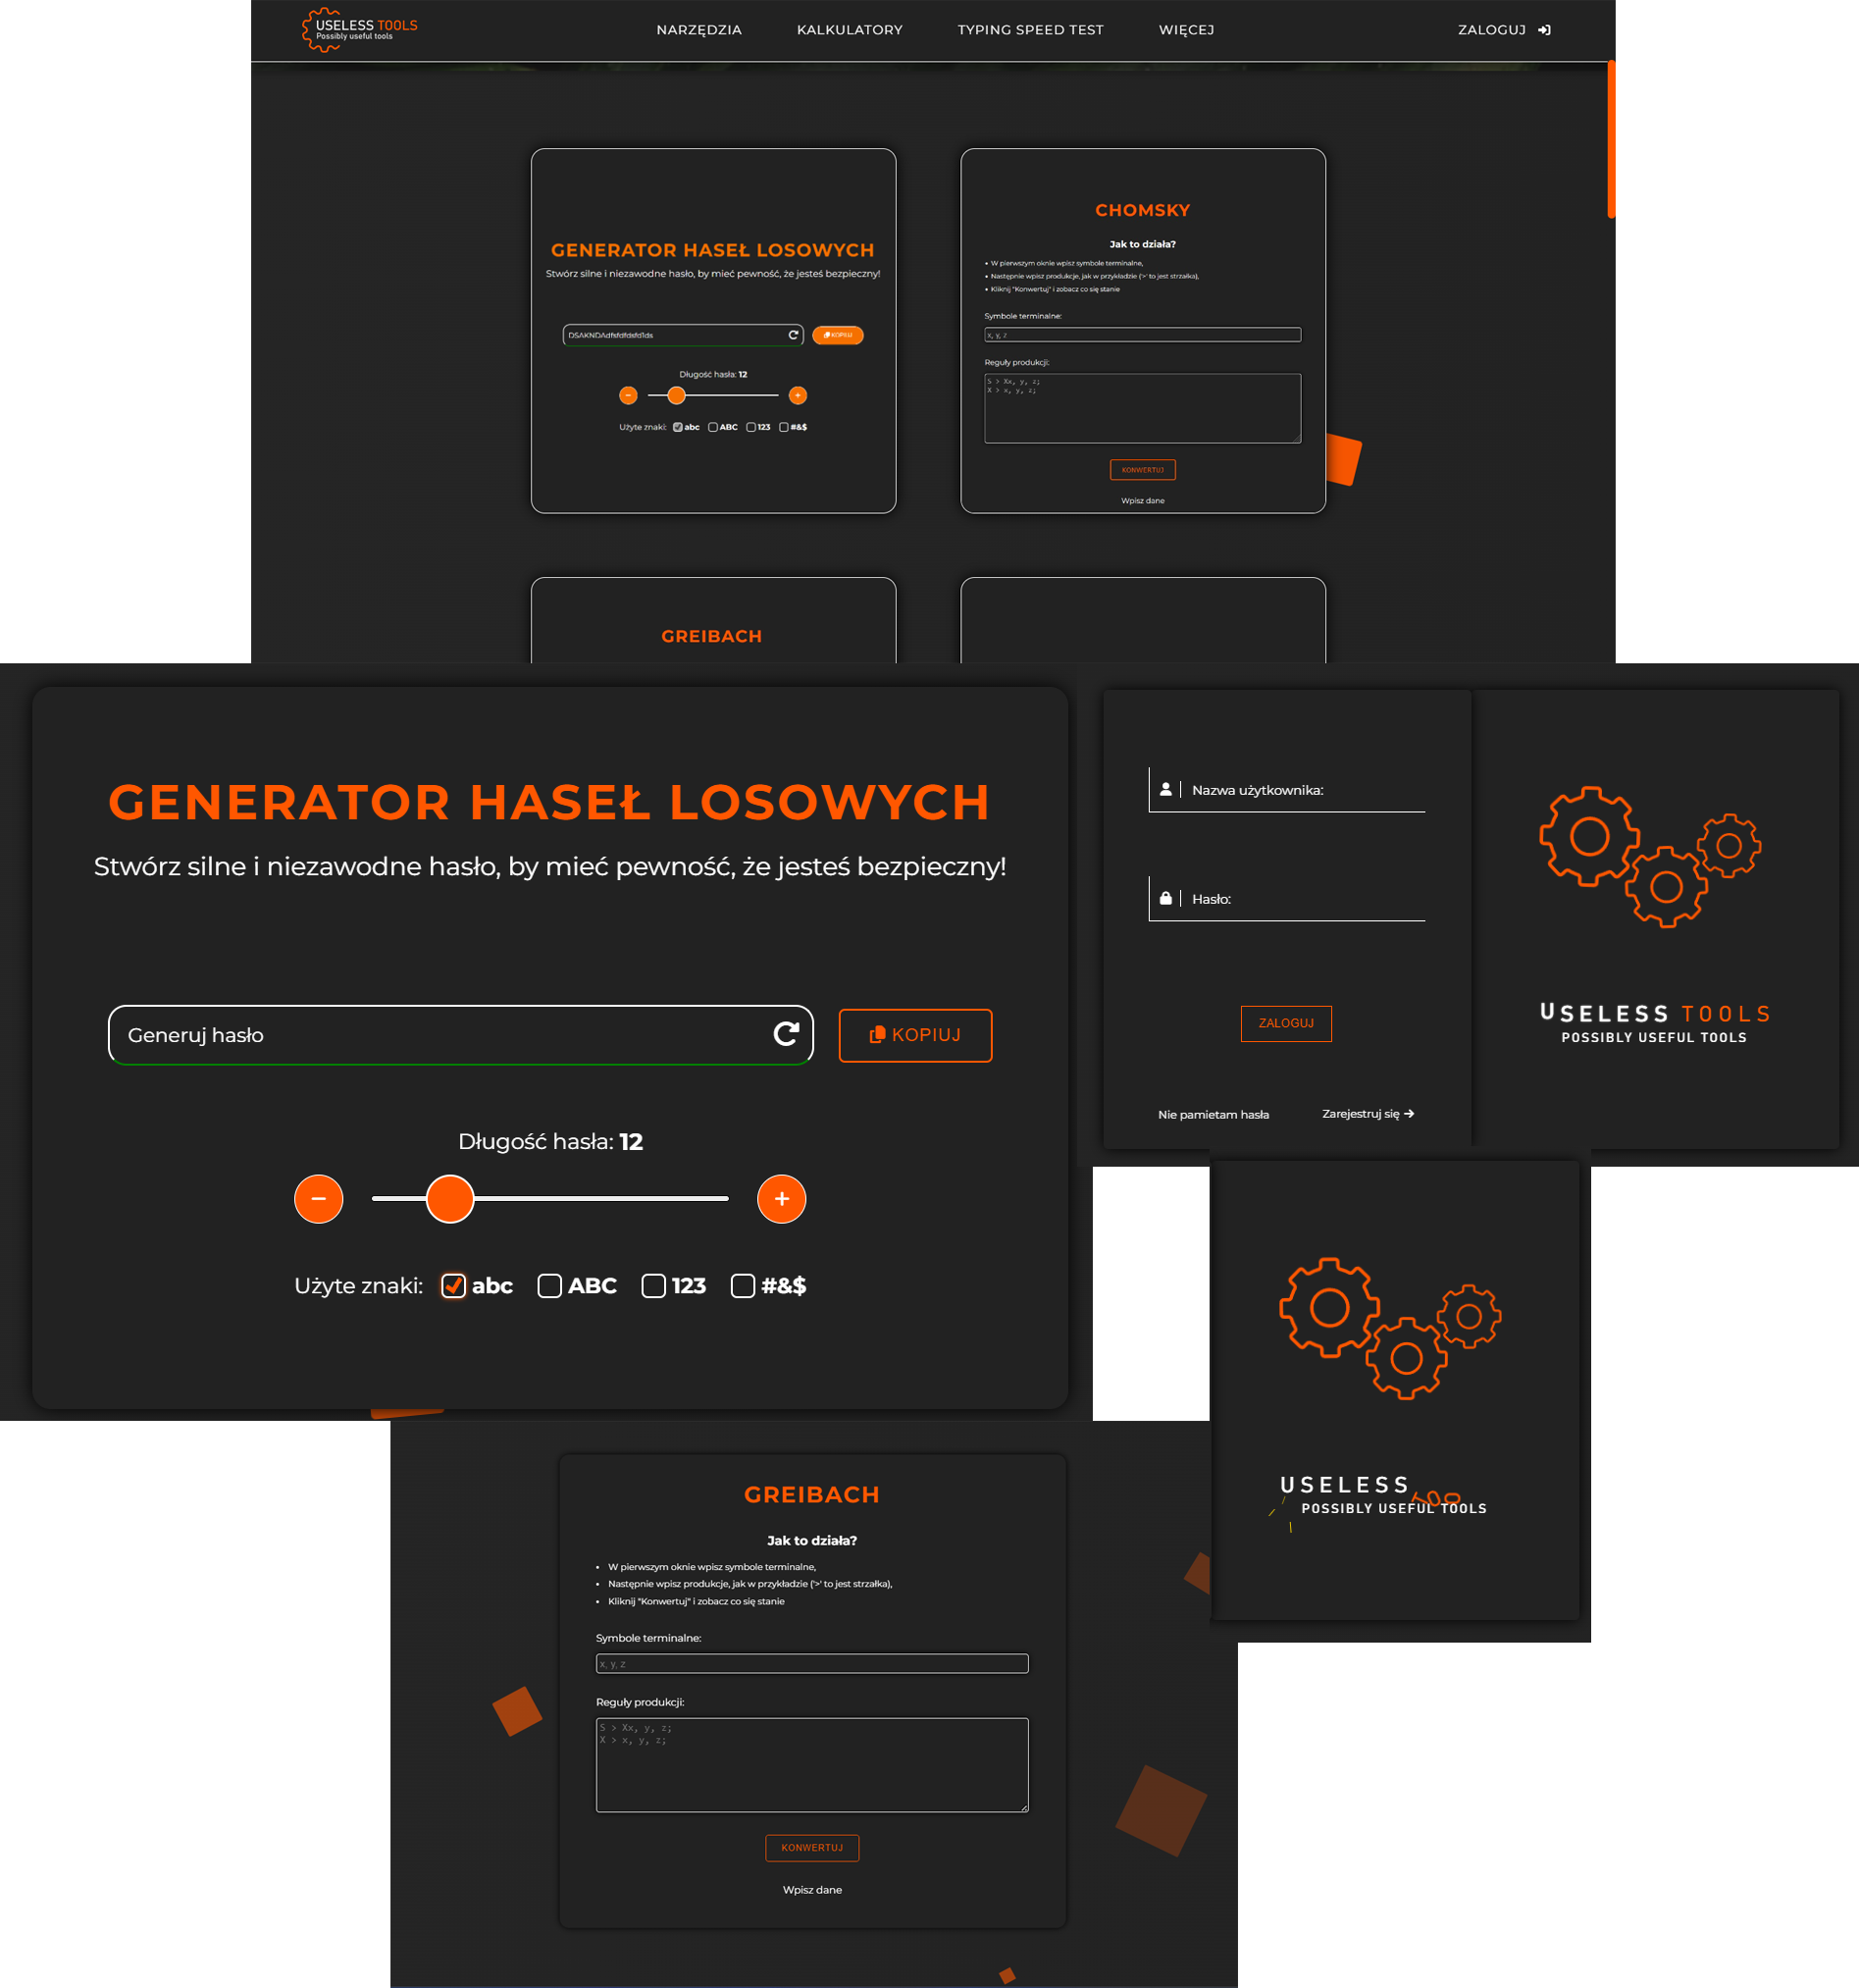 USELESS TOOLS
Possibly useful tools
NARZĘDZIA KALKULATORY TYPING SPEED TEST WIĘCEJ ZALOGUJ
GENERATOR HASEŁ LOSOWYCH
Stwórz silne i niezawodne hasło, by mieć pewność, że jesteś bezpieczny!
DSAKNDAdfsfdfdsfd1ds KOPIUJ
Długość hasła: 12
Użyte znaki: abc ABC 123 #&$
CHOMSKY
Jak to działa?
• W pierwszym oknie wpisz symbole terminalne,
• Następnie wpisz produkcje, jak w przykładzie ('>' to jest strzałka),
• Kliknij "Konwertuj" i zobacz co się stanie
Symbole terminalne:
x, y, z
Reguły produkcji:
S > Xx, y, z;
X > x, y, z;
KONWERTUJ
Wpisz dane
GREIBACH
GENERATOR HASEŁ LOSOWYCH
Stwórz silne i niezawodne hasło, by mieć pewność, że jesteś bezpieczny!
Generuj hasło KOPIUJ
Długość hasła: 12
Użyte znaki: abc ABC 123 #&$
Nazwa użytkownika:
Hasło:
ZALOGUJ
Nie pamietam hasła Zarejestruj się
USELESS TOOLS
POSSIBLY USEFUL TOOLS
USELESS TOO
POSSIBLY USEFUL TOOLS
GREIBACH
Jak to działa?
• W pierwszym oknie wpisz symbole terminalne,
• Następnie wpisz produkcje, jak w przykładzie ('>' to jest strzałka),
• Kliknij "Konwertuj" i zobacz co się stanie
Symbole terminalne:
x, y, z
Reguły produkcji:
S > Xx, y, z;
X > x, y, z;
KONWERTUJ
Wpisz dane